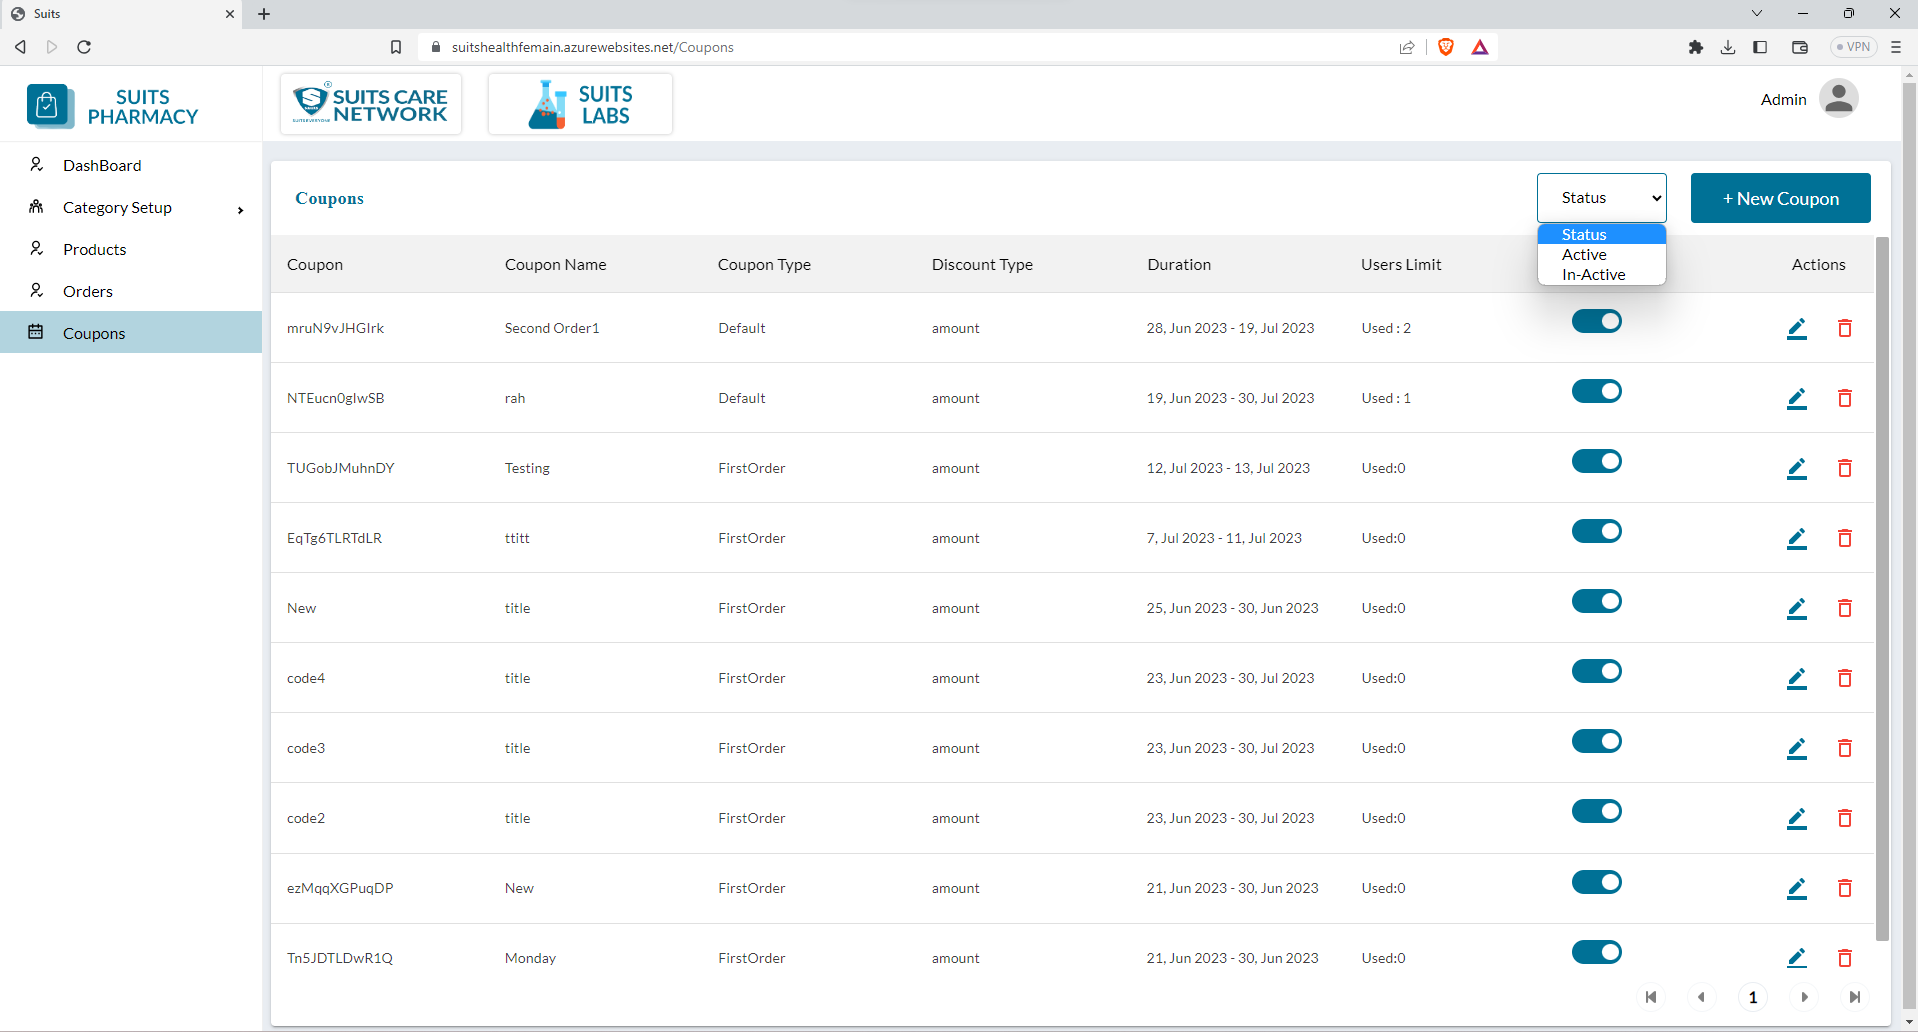 Suits
suitshealthfemain.azurewebsites.net/Coupons
VPN
SUITS PHARMACY
SUITS CARE NETWORK
SUITS LABS
Admin
DashBoard
Category Setup
Products
Orders
Coupons
Coupons
Status
+ New Coupon
Status
Active
In-Active
Coupon Coupon Name Coupon Type Discount Type Duration Users Limit Actions
mruN9vJHGIrk Second Order1 Default amount 28, Jun 2023 - 19, Jul 2023 Used : 2
NTEucn0glwSB rah Default amount 19, Jun 2023 - 30, Jul 2023 Used : 1
TUGobJMuhnDY Testing FirstOrder amount 12, Jul 2023 - 13, Jul 2023 Used:0
EqTg6TLRTdLR ttitt FirstOrder amount 7, Jul 2023 - 11, Jul 2023 Used:0
New title FirstOrder amount 25, Jun 2023 - 30, Jun 2023 Used:0
code4 title FirstOrder amount 23, Jun 2023 - 30, Jul 2023 Used:0
code3 title FirstOrder amount 23, Jun 2023 - 30, Jul 2023 Used:0
code2 title FirstOrder amount 23, Jun 2023 - 30, Jul 2023 Used:0
ezMqqXGPuqDP New FirstOrder amount 21, Jun 2023 - 30, Jun 2023 Used:0
Tn5JDTLDwR1Q Monday FirstOrder amount 21, Jun 2023 - 30, Jun 2023 Used:0
1